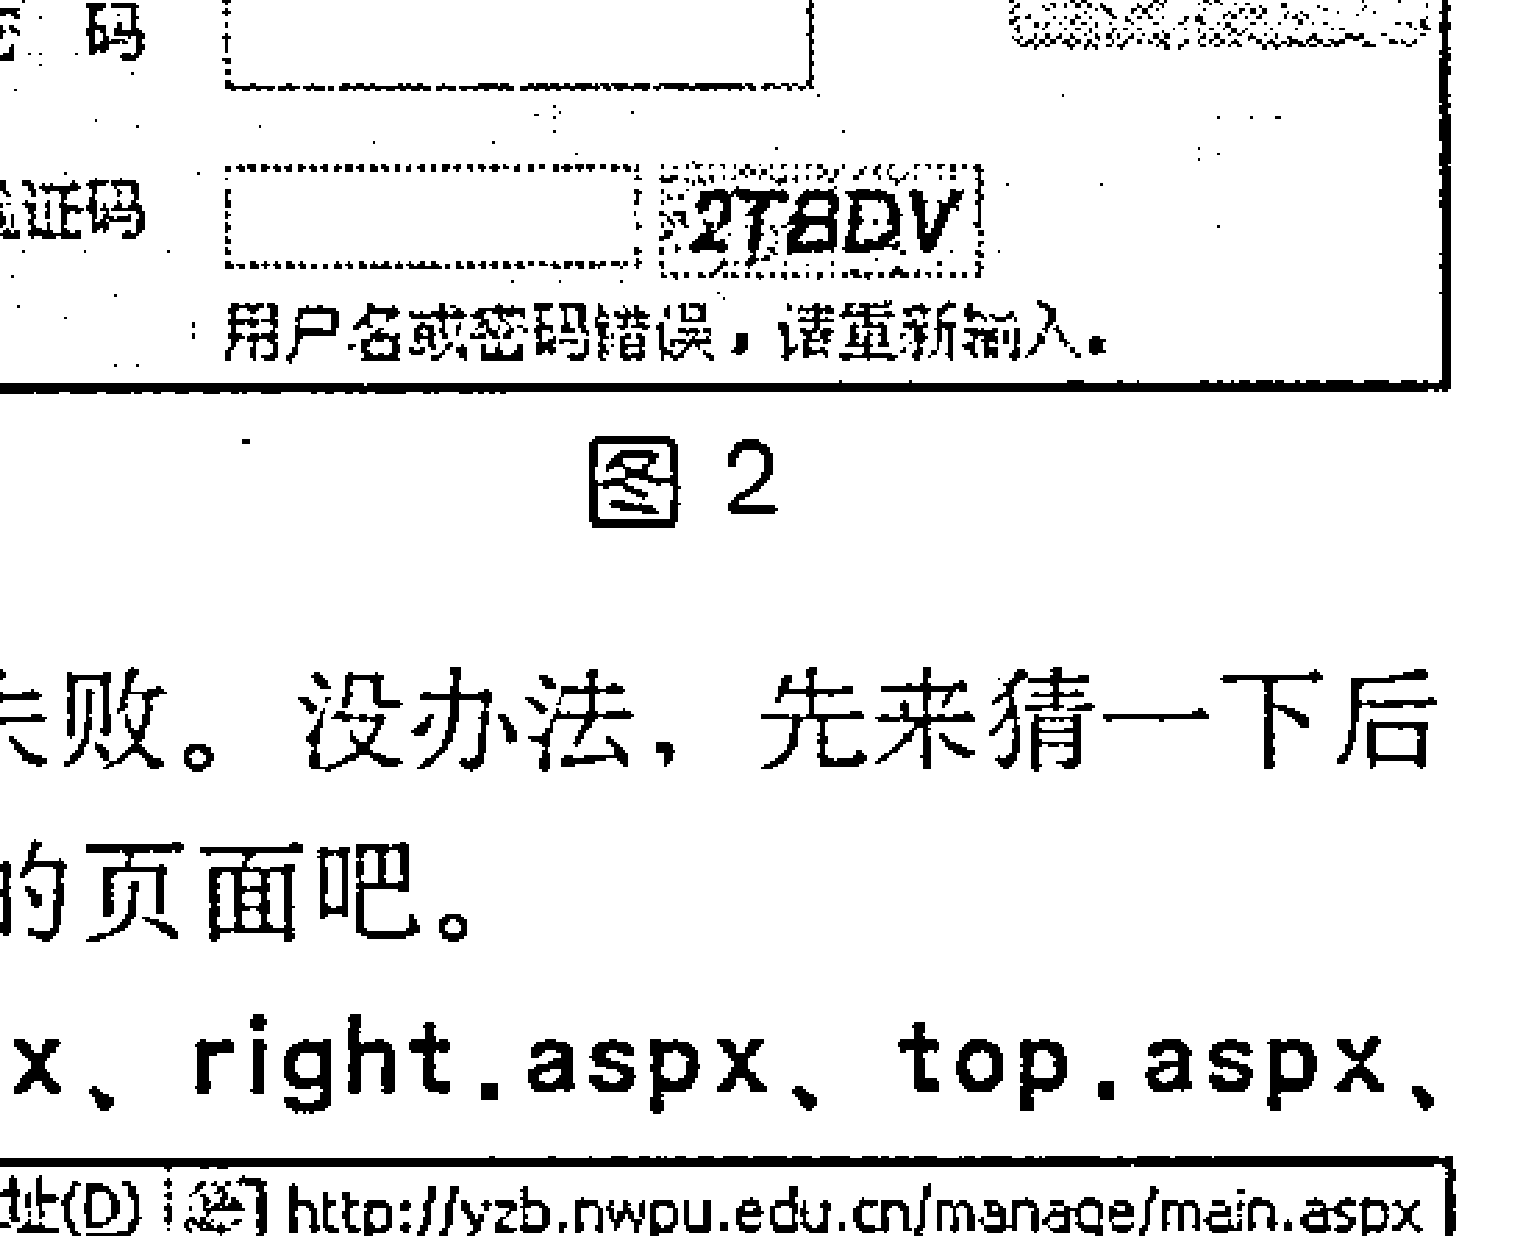 码
证码 2TBDV
用户名或密码错误，请重新输入。
图 2
失败。没办法，先来猜一下后
的页面吧。
x、right.aspx、top.aspx、
址(D) http://yzb.nwpu.edu.cn/manage/main.aspx